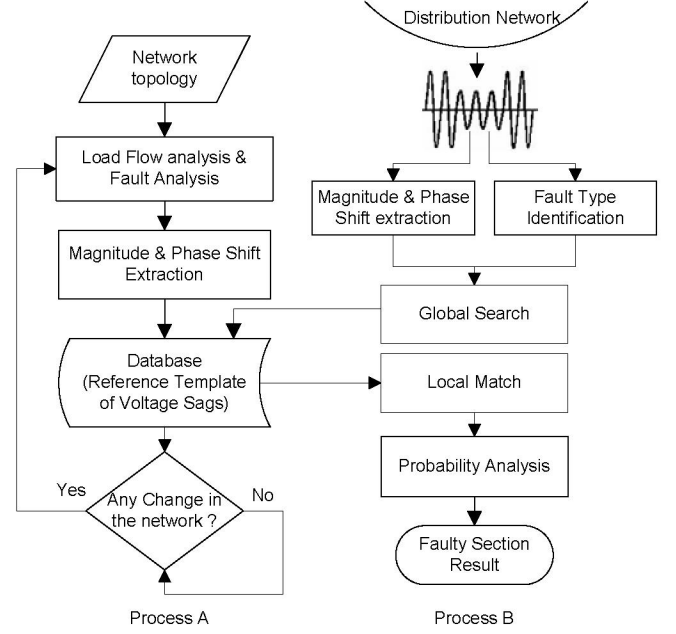 Network
topology
Load Flow analysis &
Fault Analysis
Magnitude & Phase Shift
Extraction
Database
(Reference Template
of Voltage Sags)
Yes
Any Change in
the network ?
No
Process A
Distribution Network
Magnitude & Phase
Shift extraction
Fault Type
Identification
Global Search
Local Match
Probability Analysis
Faulty Section
Result
Process B